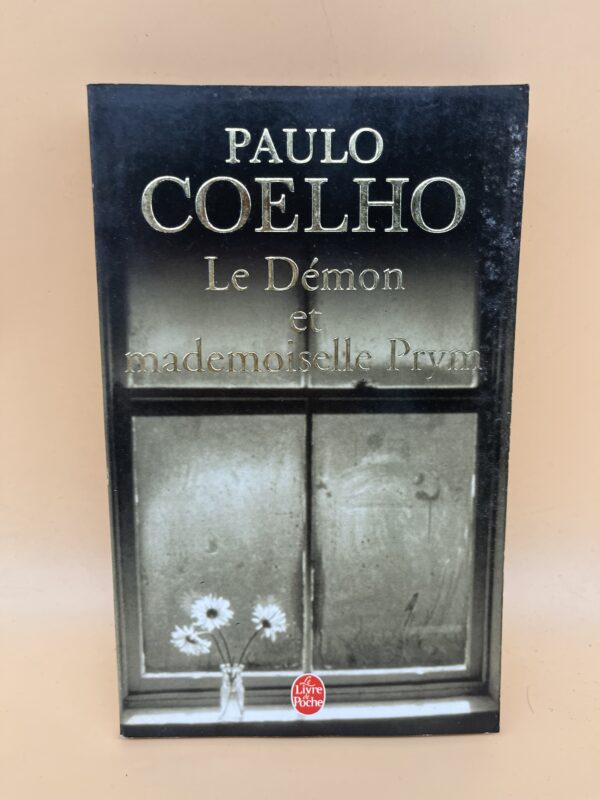 PAULO
COELHO
Le Démon
et
mademoiselle Prym
Le
Livre
de
Poche